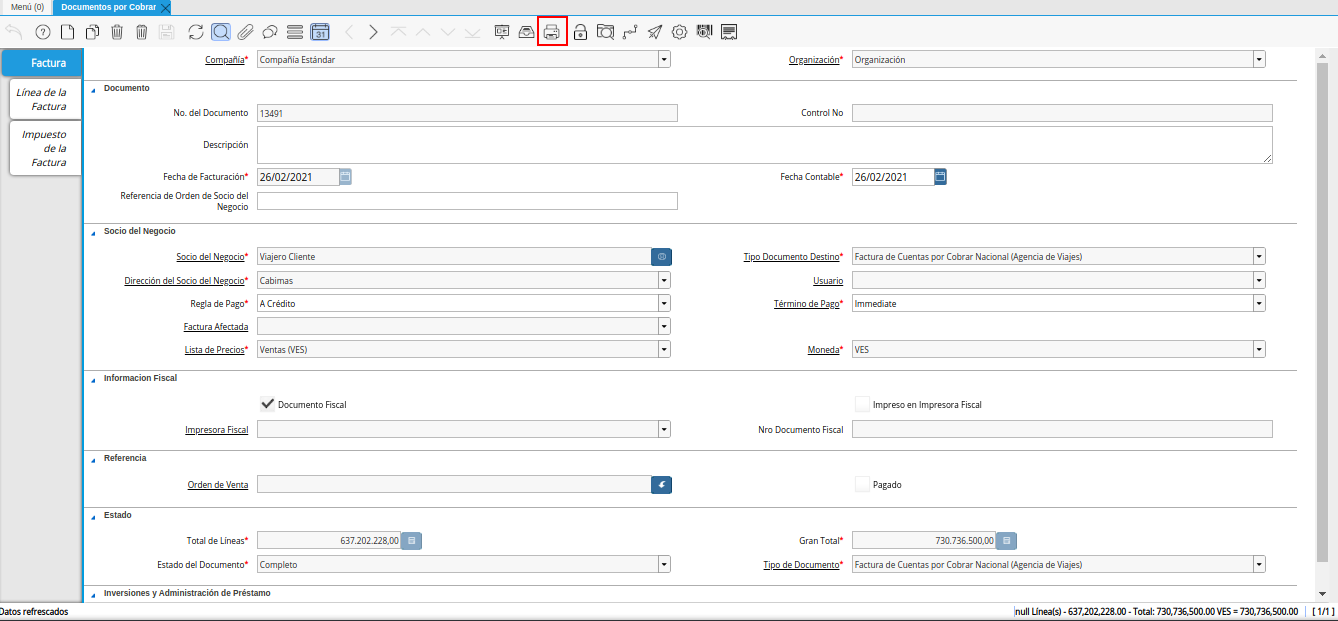 Menú (0)
Documentos por Cobrar
31
Factura
Línea de la
Factura
Impuesto
de la
Factura
Compañía* Compañía Estándar
Organización* Organización
Documento
No. del Documento 13491
Control No
Descripción
Fecha de Facturación* 26/02/2021
Fecha Contable* 26/02/2021
Referencia de Orden de Socio del
Negocio
Socio del Negocio
Socio del Negocio* Viajero Cliente
Tipo Documento Destino* Factura de Cuentas por Cobrar Nacional (Agencia de Viajes)
Dirección del Socio del Negocio* Cabimas
Usuario
Regla de Pago* A Crédito
Término de Pago* Immediate
Factura Afectada
Lista de Precios* Ventas (VES)
Moneda* VES
Informacion Fiscal
Documento Fiscal
Impreso en Impresora Fiscal
Impresora Fiscal
Nro Documento Fiscal
Referencia
Orden de Venta
Pagado
Estado
Total de Líneas* 637.202.228,00
Gran Total* 730.736.500,00
Estado del Documento* Completo
Tipo de Documento* Factura de Cuentas por Cobrar Nacional (Agencia de Viajes)
Inversiones y Administración de Préstamo
Datos refrescados
null Línea(s) - 637,202,228.00 - Total: 730,736,500.00 VES = 730,736,500.00
[ 1/1 ]